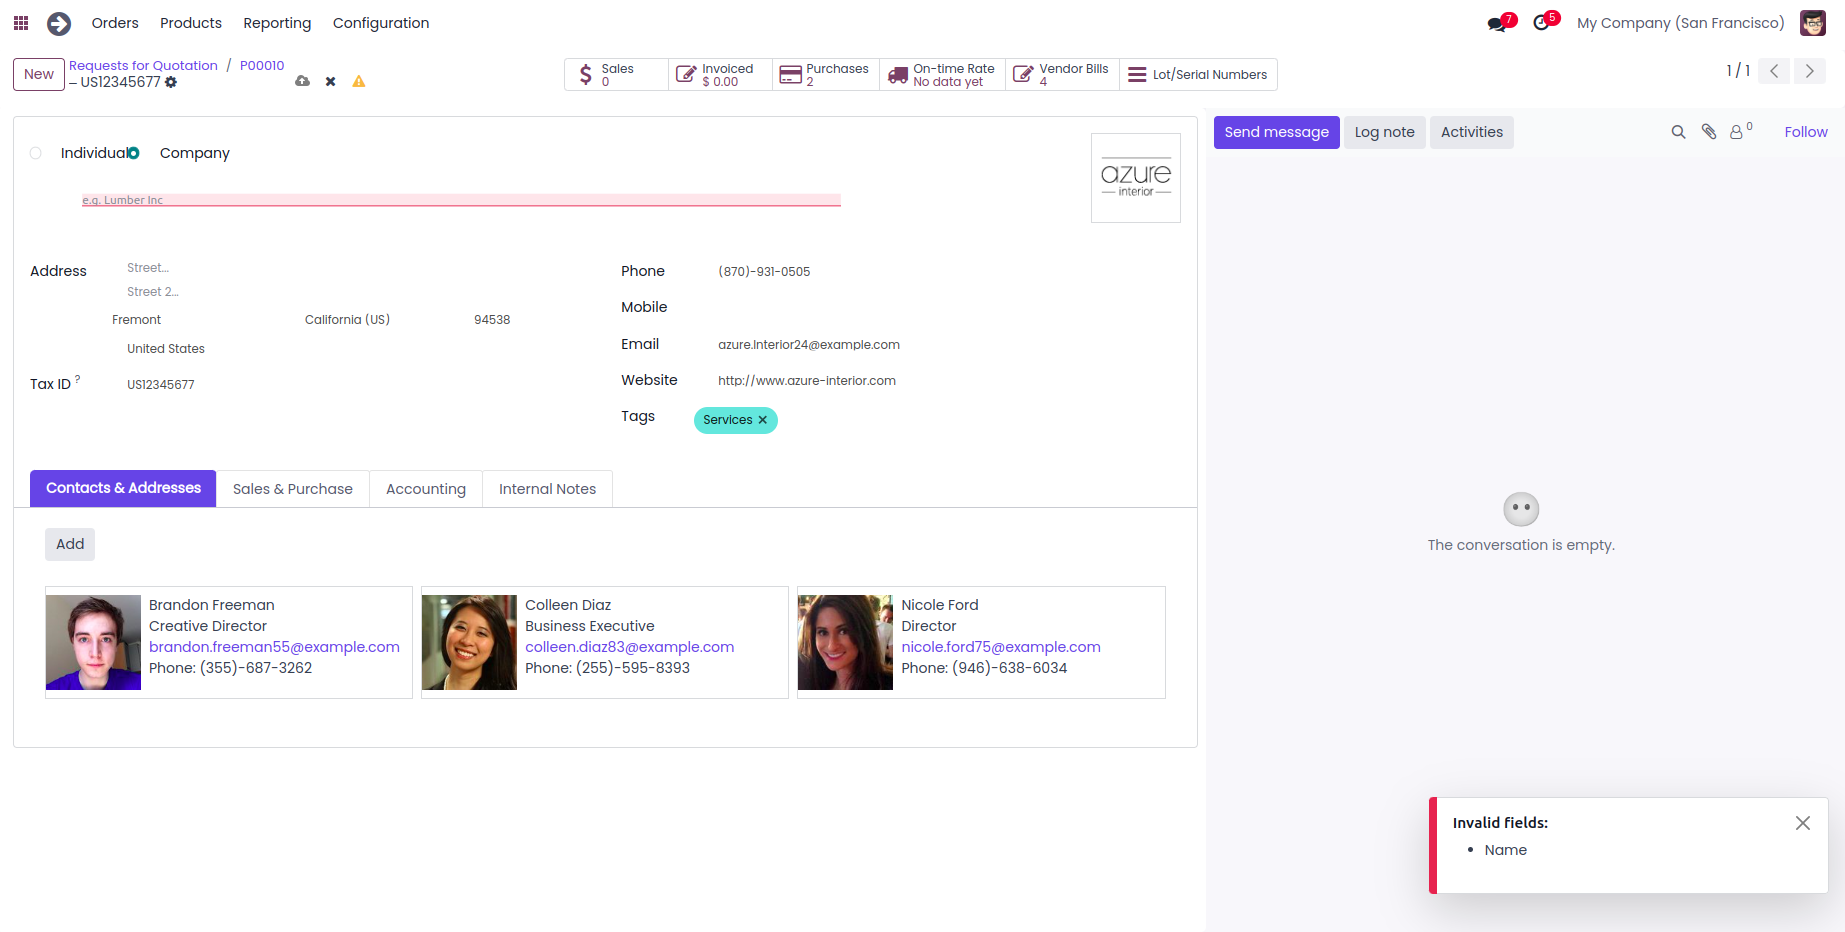 Orders Products Reporting Configuration 7 5 My Company (San Francisco)
New Requests for Quotation / P00010
– US12345677
Sales 0
Invoiced $ 0.00
Purchases 2
On-time Rate No data yet
Vendor Bills 4
Lot/Serial Numbers
1 / 1
Individual Company
e.g. Lumber Inc
azure
interior
Send message Log note Activities 0 Follow
Address Street...
Street 2...
Fremont California (US) 94538
United States
Tax ID ? US12345677
Phone (870)-931-0505
Mobile
Email azure.Interior24@example.com
Website http://www.azure-interior.com
Tags Services ×
Contacts & Addresses Sales & Purchase Accounting Internal Notes
Add
Brandon Freeman
Creative Director
brandon.freeman55@example.com
Phone: (355)-687-3262
Colleen Diaz
Business Executive
colleen.diaz83@example.com
Phone: (255)-595-8393
Nicole Ford
Director
nicole.ford75@example.com
Phone: (946)-638-6034
The conversation is empty.
Invalid fields:
• Name